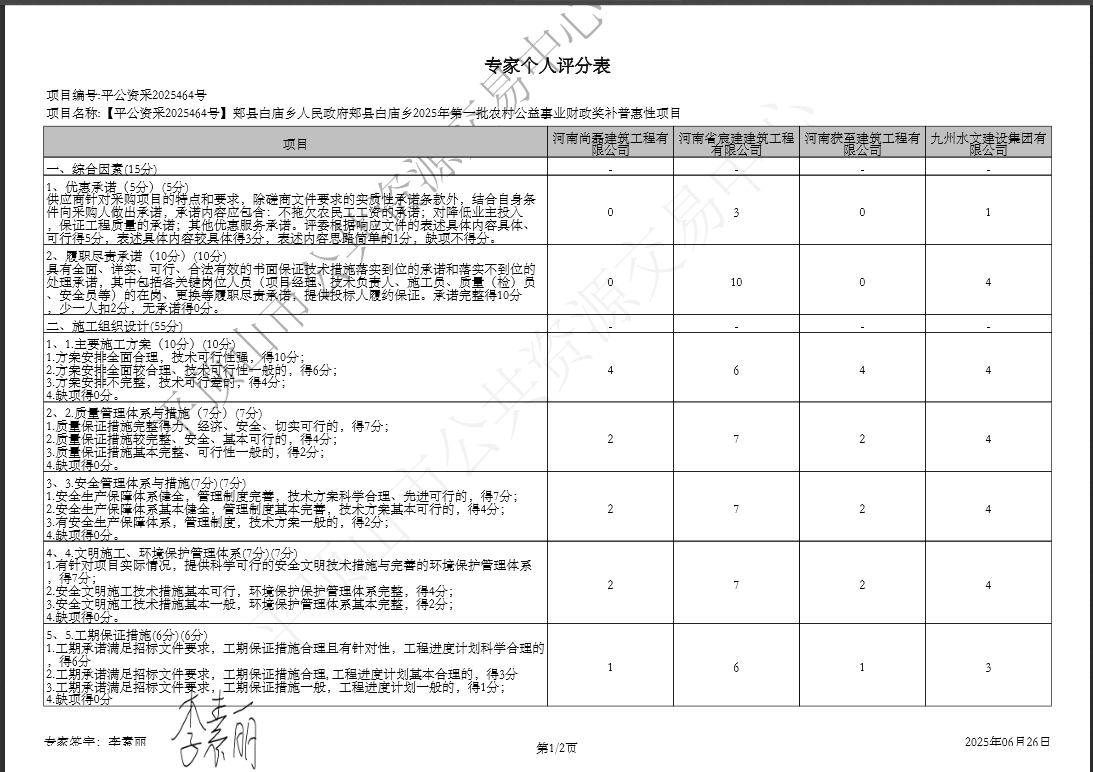 专家个人评分表
项目编号:平公资采2025464号
项目名称:【平公资采2025464号】郏县白庙乡人民政府郏县白庙乡2025年第一批农村公益事业财政奖补普惠性项目
项目 河南尚磊建筑工程有限公司 河南省宸建建筑工程有限公司 河南获至建筑工程有限公司 九州水文建设集团有限公司
一、综合因素(15分) - - - -
1、优惠承诺（5分）(5分)
供应商针对采购项目的特点和要求，除磋商文件要求的实质性承诺条款外，结合自身条
件向采购人做出承诺，承诺内容应包含：不拖欠农民工工资的承诺；对降低业主投入
，保证工程质量的承诺；其他优惠服务承诺。评委根据响应文件的表述具体内容具体、
可行得5分，表述具体内容较具体得3分，表述内容思路简单的1分，缺项不得分。
0 3 0 1
2、履职尽责承诺（10分）(10分)
具有全面、详实、可行、合法有效的书面保证技术措施落实到位的承诺和落实不到位的
处理承诺，其中包括各关键岗位人员（项目经理、技术负责人、施工员、质量（检）员
、安全员等）的在岗、更换等履职尽责承诺，提供投标人履约保证。承诺完整得10分
，少一人扣2分，无承诺得0分。
0 10 0 4
二、施工组织设计(55分) - - - -
1、1.主要施工方案（10分）(10分)
1.方案安排全面合理，技术可行性强，得10分；
2.方案安排全面较合理、技术可行性一般的，得6分；
3.方案安排不完整，技术可行差的，得4分；
4.缺项得0分。
4 6 4 4
2、2.质量管理体系与措施（7分）(7分)
1.质量保证措施完整得力、经济、安全、切实可行的，得7分；
2.质量保证措施较完整、安全、基本可行的，得4分；
3.质量保证措施基本完整、可行性一般的，得2分；
4.缺项得0分。
2 7 2 4
3、3.安全管理体系与措施(7分)(7分)
1.安全生产保障体系健全，管理制度完善，技术方案科学合理、先进可行的，得7分；
2.安全生产保障体系基本健全，管理制度基本完善，技术方案基本可行的，得4分；
3.有安全生产保障体系，管理制度，技术方案一般的，得2分；
4.缺项得0分。
2 7 2 4
4、4.文明施工、环境保护管理体系(7分)(7分)
1.有针对项目实际情况，提供科学可行的安全文明技术措施与完善的环境保护管理体系
，得7分；
2.安全文明施工技术措施基本可行，环境保护保护管理体系完整，得4分；
3.安全文明施工技术措施基本一般，环境保护管理体系基本完整，得2分；
4.缺项得0分。
2 7 2 4
5、5.工期保证措施(6分)(6分)
1.工期承诺满足招标文件要求，工期保证措施合理且有针对性，工程进度计划科学合理的
，得6分
2.工期承诺满足招标文件要求，工期保证措施合理,工程进度计划基本合理的，得3分
3.工期承诺满足招标文件要求，工期保证措施一般，工程进度计划一般的，得1分；
4.缺项得0分
1 6 1 3
专家签字：李素丽
李素丽
第1/2页
2025年06月26日
平顶山市公共资源交易中心
平顶山市公共资源交易中心